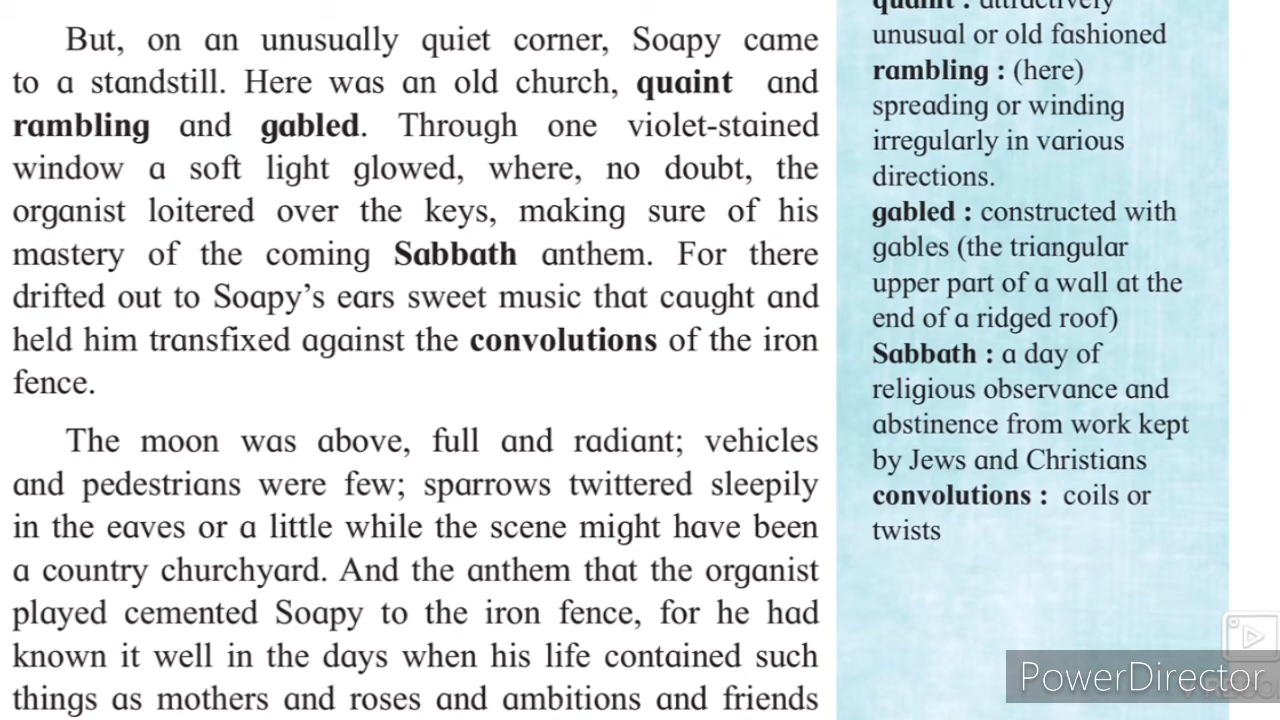 But, on an unusually quiet corner, Soapy came
to a standstill. Here was an old church, quaint and
rambling and gabled. Through one violet-stained
window a soft light glowed, where, no doubt, the
organist loitered over the keys, making sure of his
mastery of the coming Sabbath anthem. For there
drifted out to Soapy's ears sweet music that caught and
held him transfixed against the convolutions of the iron
fence.
The moon was above, full and radiant; vehicles
and pedestrians were few; sparrows twittered sleepily
in the eaves or a little while the scene might have been
a country churchyard. And the anthem that the organist
played cemented Soapy to the iron fence, for he had
known it well in the days when his life contained such
things as mothers and roses and ambitions and friends
quaint : attractively
unusual or old fashioned
rambling : (here)
spreading or winding
irregularly in various
directions.
gabled : constructed with
gables (the triangular
upper part of a wall at the
end of a ridged roof)
Sabbath : a day of
religious observance and
abstinence from work kept
by Jews and Christians
convolutions : coils or
twists
PowerDirector